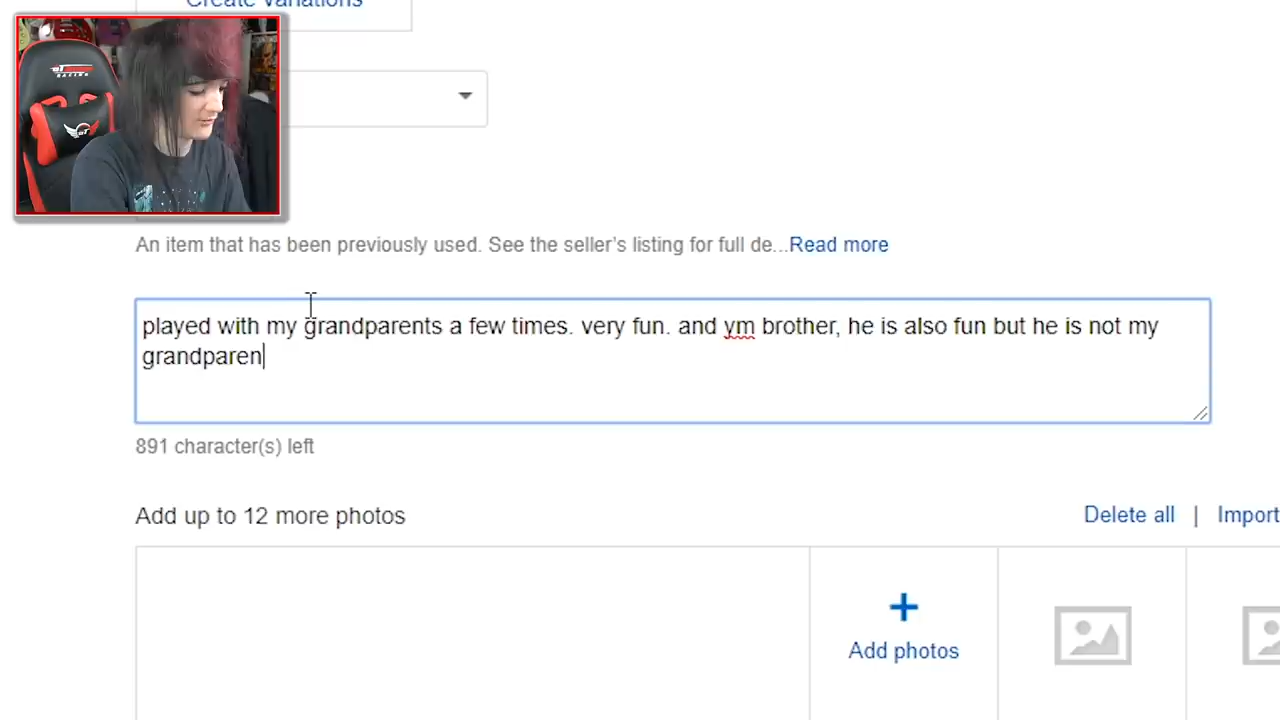 Create Variations
An item that has been previously used. See the seller's listing for full de...Read more
played with my grandparents a few times. very fun. and ym brother, he is also fun but he is not my
grandparen
891 character(s) left
Add up to 12 more photos
Delete all | Import
Add photos